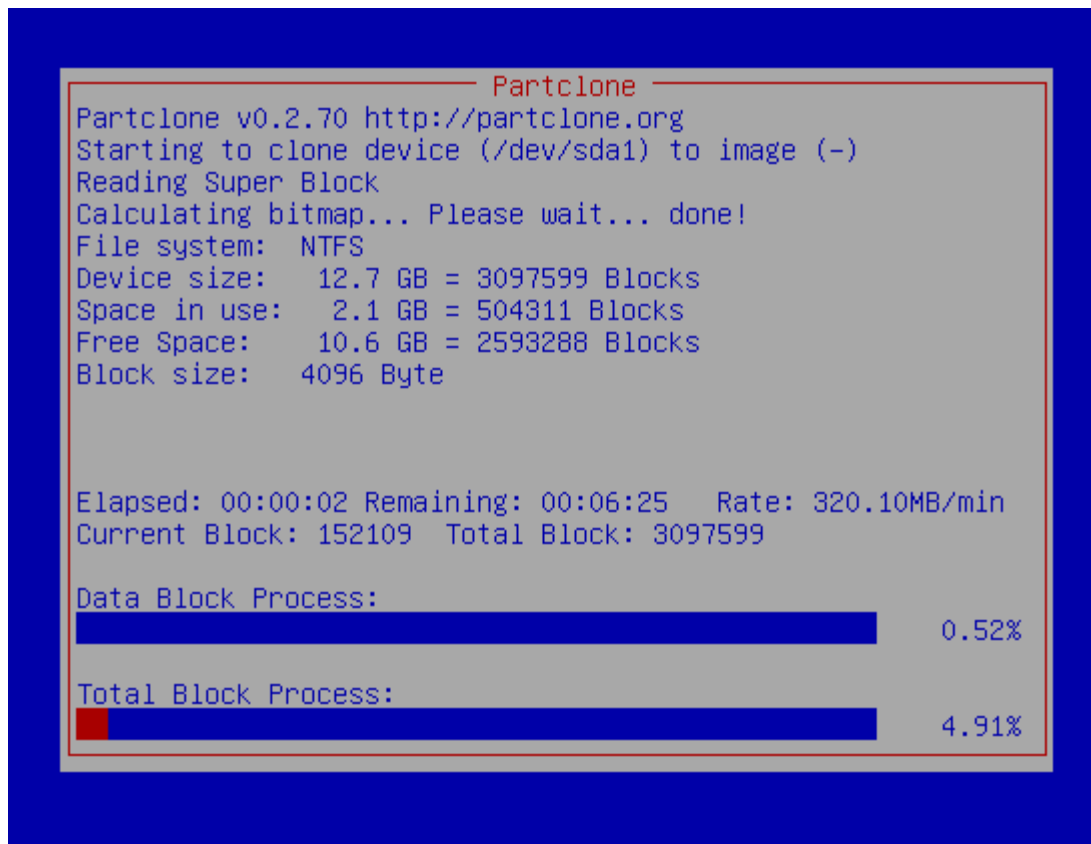 Partclone
Partclone v0.2.70 http://partclone.org
Starting to clone device (/dev/sda1) to image (-)
Reading Super Block
Calculating bitmap... Please wait... done!
File system:  NTFS
Device size:   12.7 GB = 3097599 Blocks
Space in use:   2.1 GB = 504311 Blocks
Free Space:    10.6 GB = 2593288 Blocks
Block size:   4096 Byte
Elapsed: 00:00:02 Remaining: 00:06:25   Rate: 320.10MB/min
Current Block: 152109  Total Block: 3097599
Data Block Process:
0.52%
Total Block Process:
4.91%